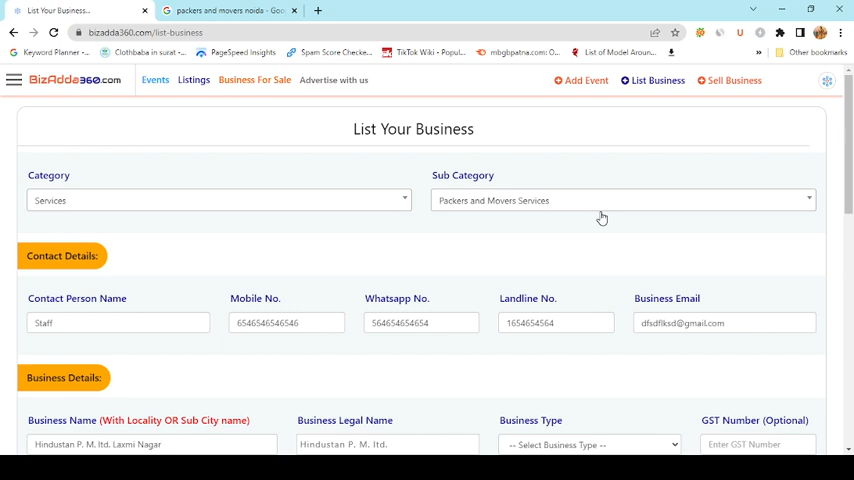 List Your Business...
packers and movers noida - Goo
bizadda360.com/list-business
Keyword Planner -... Clothbaba in surat -... PageSpeed Insights Spam Score Checke... TikTok Wiki - Popul... mbgbpatna.com: O... List of Model Aroun... » Other bookmarks
BizAdda360.com Events Listings Business For Sale Advertise with us Add Event List Business Sell Business
List Your Business
Category Sub Category
Services Packers and Movers Services
Contact Details:
Contact Person Name Mobile No. Whatsapp No. Landline No. Business Email
Staff 6546546546546 564654654654 1654654564 dfsdflksd@gmail.com
Business Details:
Business Name (With Locality OR Sub City name) Business Legal Name Business Type GST Number (Optional)
Hindustan P. M. ltd. Laxmi Nagar Hindustan P. M. ltd. -- Select Business Type -- Enter GST Number